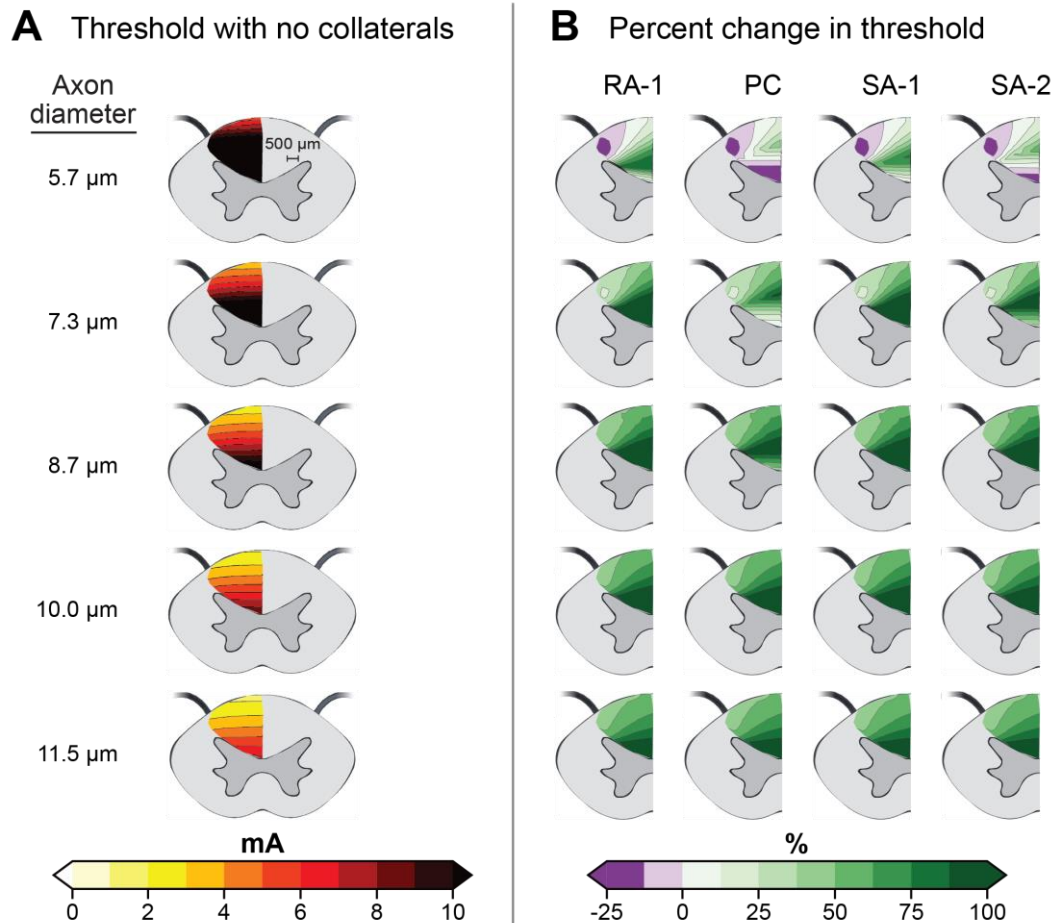 A Threshold with no collaterals
Axon
diameter
500 µm
5.7 µm
7.3 µm
8.7 µm
10.0 µm
11.5 µm
mA
0 2 4 6 8 10
B Percent change in threshold
RA-1 PC SA-1 SA-2
%
-25 0 25 50 75 100